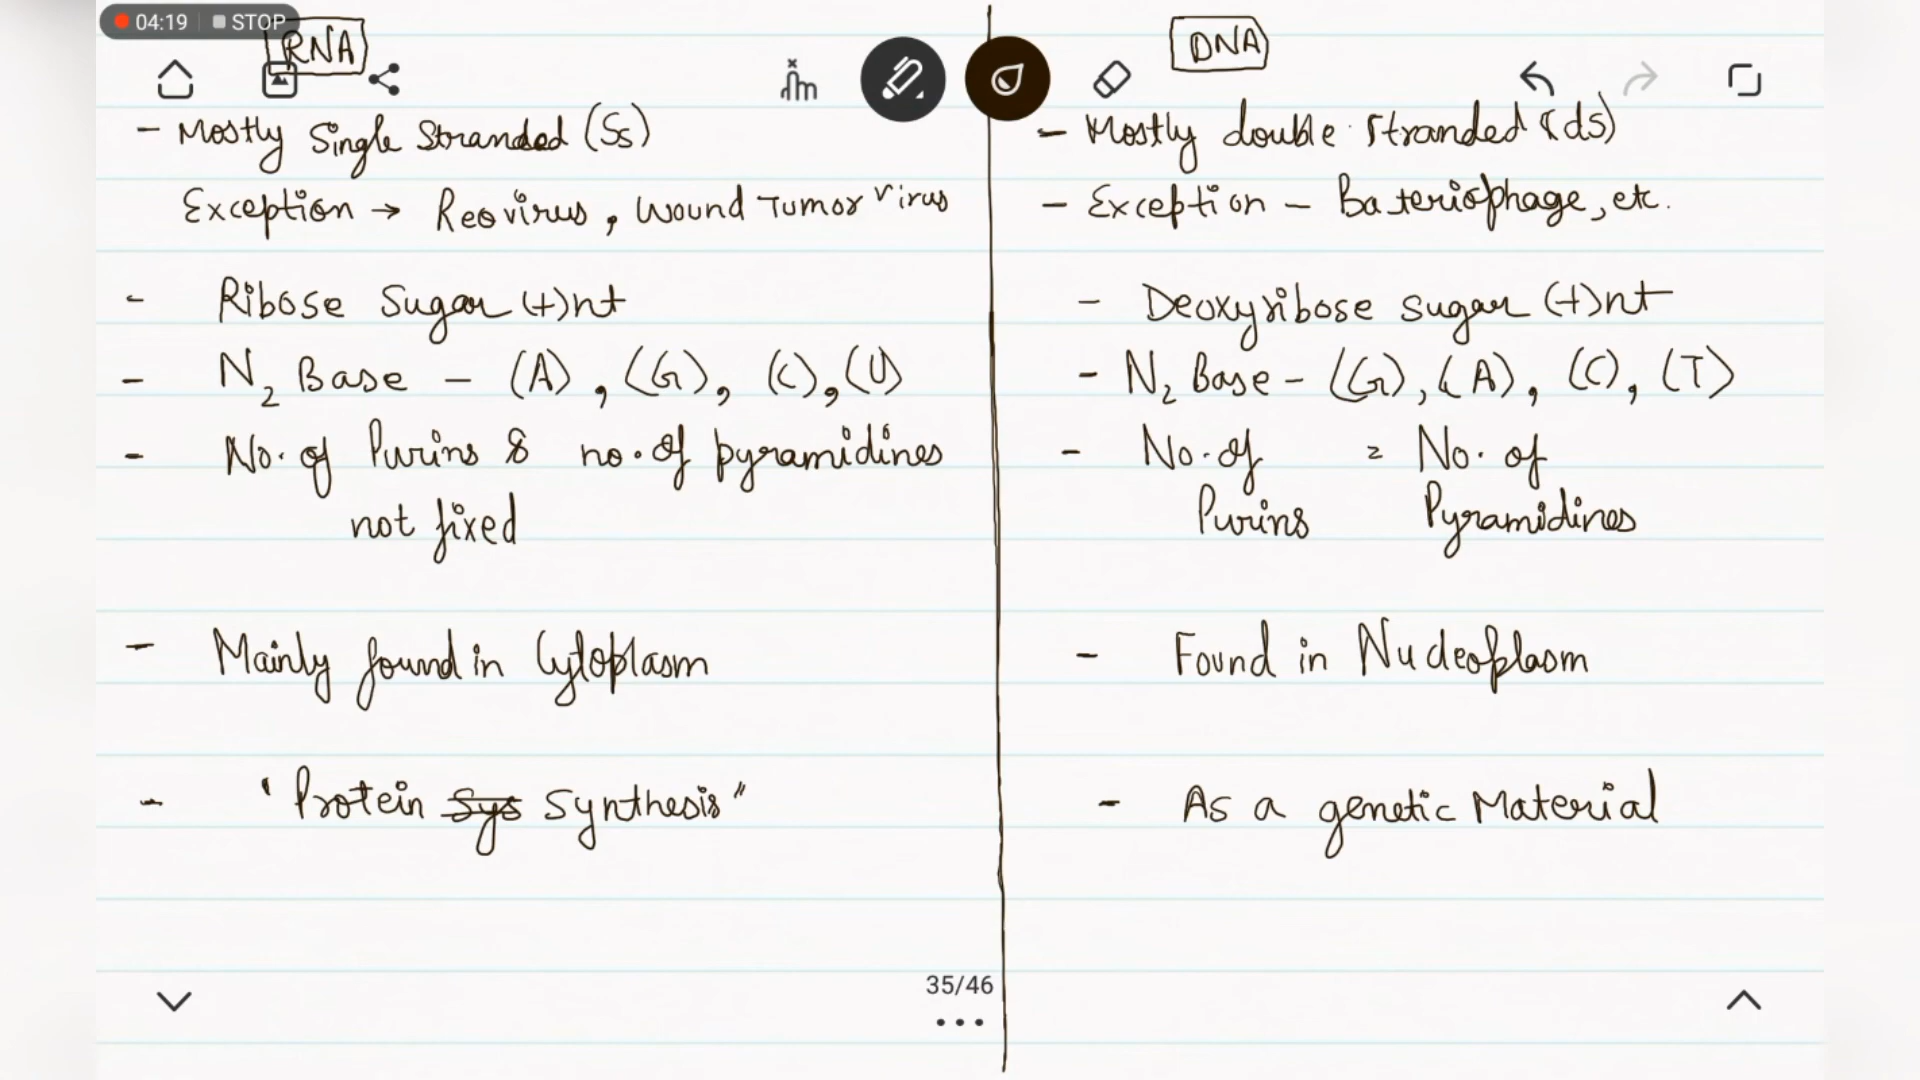 04:19 STOP
RNA
- Mostly Single Stranded (Ss)
Exception → Reovirus, Wound Tumor Virus
- Ribose Sugar (+)nt
- N2 Base - (A), (G), (C), (U)
- No. of Purins & no. of pyramidines
not fixed
- Mainly found in Cytoplasm
- "Protein Sys Synthesis"
DNA
- Mostly double stranded (ds)
- Exception - Bateriophage, etc.
- Deoxyribose sugar (+)nt
- N2 Base - (G), (A), (C), (T)
- No. of = No. of
Purins Pyramidines
- Found in Nucleoplasm
- As a genetic Material
35/46